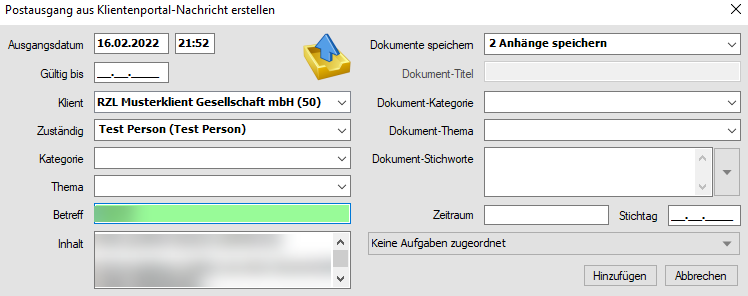 Postausgang aus Klientenportal-Nachricht erstellen
Ausgangsdatum 16.02.2022 21:52
Gültig bis __.__.____
Klient RZL Musterklient Gesellschaft mbH (50)
Zuständig Test Person (Test Person)
Kategorie
Thema
Betreff
Inhalt
Dokumente speichern 2 Anhänge speichern
Dokument-Titel
Dokument-Kategorie
Dokument-Thema
Dokument-Stichworte
Zeitraum Stichtag __.__.____
Keine Aufgaben zugeordnet
Hinzufügen Abbrechen